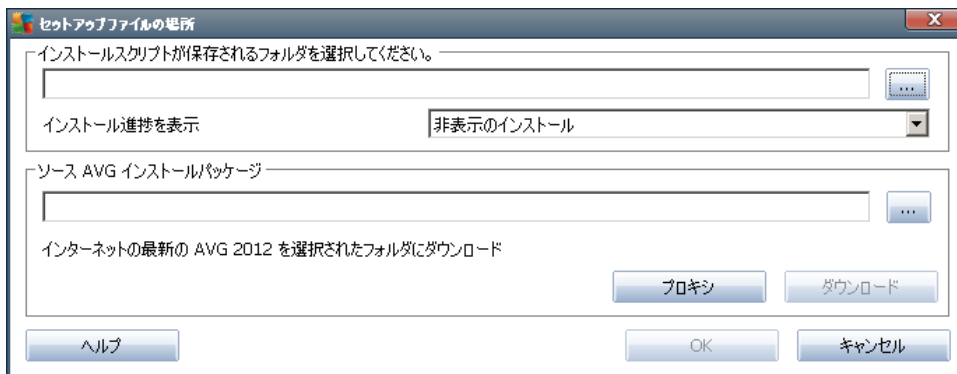 セットアップファイルの場所
インストールスクリプトが保存されるフォルダを選択してください。
...
インストール進捗を表示 非表示のインストール
ソース AVG インストールパッケージ
...
インターネットの最新の AVG 2012 を選択されたフォルダにダウンロード
プロキシ ダウンロード
ヘルプ OK キャンセル